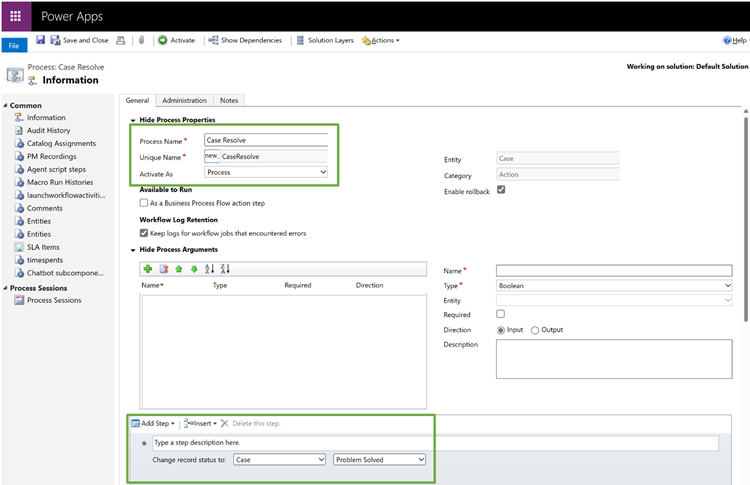 Power Apps
File
Save and Close
Activate
Show Dependencies
Solution Layers
Actions
Help
Process: Case Resolve
Information
Working on solution: Default Solution
Common
Information
Audit History
Catalog Assignments
PM Recordings
Agent script steps
Macro Run Histories
launchworkflowactiviti...
Comments
Entities
Entities
SLA Items
timespents
Chatbot subcompone...
Process Sessions
Process Sessions
General Administration Notes
Hide Process Properties
Process Name * Case Resolve
Unique Name * new_ CaseResolve
Activate As Process
Entity Case
Category Action
Enable rollback
Available to Run
As a Business Process Flow action step
Workflow Log Retention
Keep logs for workflow jobs that encountered errors
Hide Process Arguments
Name Type Required Direction
Name *
Type * Boolean
Entity
Required
Direction Input Output
Description
Add Step Insert Delete this step.
Type a step description here.
Change record status to: Case Problem Solved